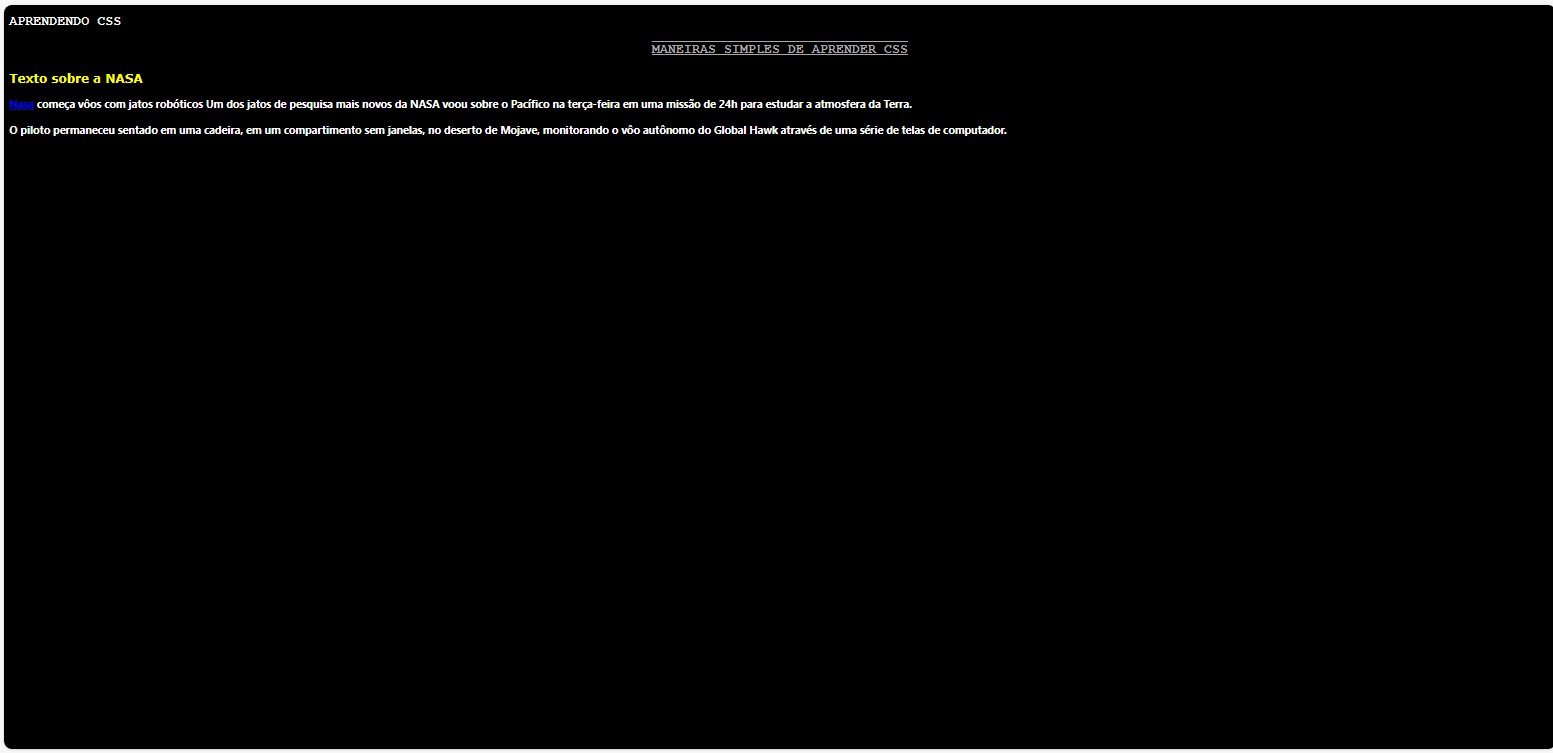 APRENDENDO CSS
MANEIRAS SIMPLES DE APRENDER CSS
Texto sobre a NASA
Nasa começa vôos com jatos robóticos Um dos jatos de pesquisa mais novos da NASA voou sobre o Pacífico na terça-feira em uma missão de 24h para estudar a atmosfera da Terra.
O piloto permaneceu sentado em uma cadeira, em um compartimento sem janelas, no deserto de Mojave, monitorando o vôo autônomo do Global Hawk através de uma série de telas de computador.